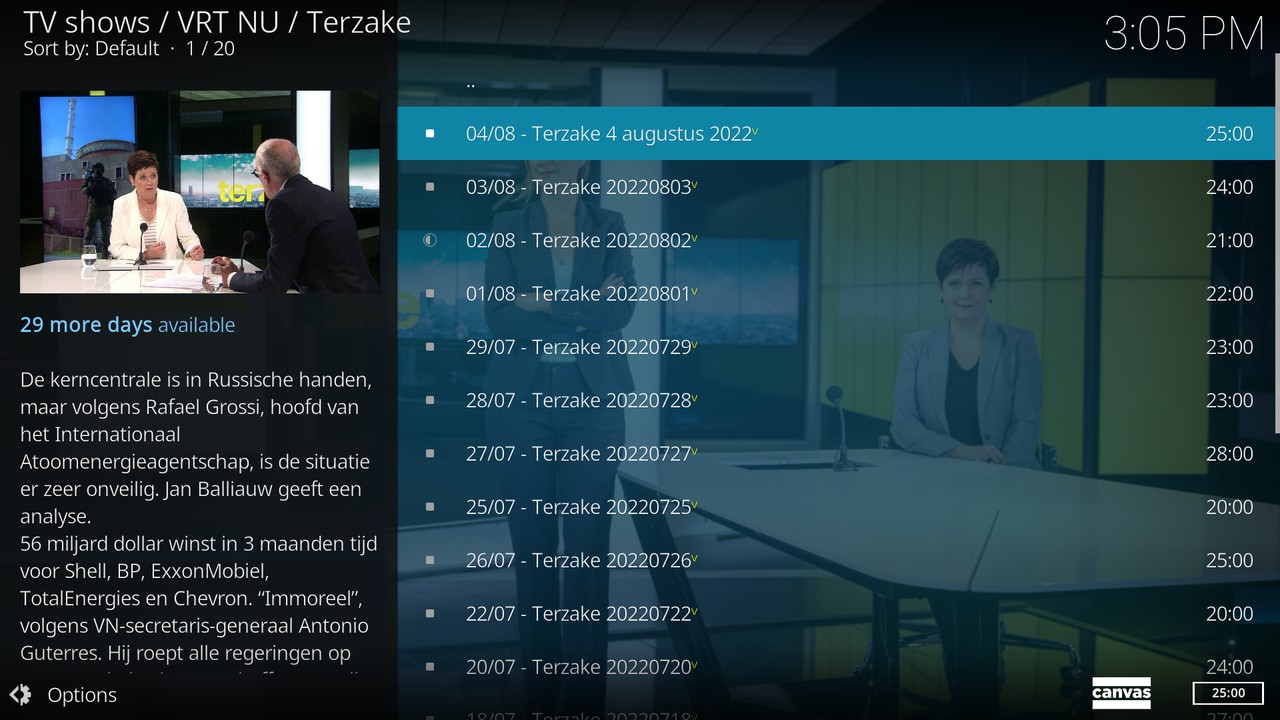 TV shows / VRT NU / Terzake
Sort by: Default · 1 / 20
3:05 PM
29 more days available
De kerncentrale is in Russische handen,
maar volgens Rafael Grossi, hoofd van
het Internationaal
Atoomenergieagentschap, is de situatie
er zeer onveilig. Jan Balliauw geeft een
analyse.
56 miljard dollar winst in 3 maanden tijd
voor Shell, BP, ExxonMobiel,
TotalEnergies en Chevron. “Immoreel”,
volgens VN-secretaris-generaal Antonio
Guterres. Hij roept alle regeringen op
..
04/08 - Terzake 4 augustus 2022ᵛ 25:00
03/08 - Terzake 20220803ᵛ 24:00
02/08 - Terzake 20220802ᵛ 21:00
01/08 - Terzake 20220801ᵛ 22:00
29/07 - Terzake 20220729ᵛ 23:00
28/07 - Terzake 20220728ᵛ 23:00
27/07 - Terzake 20220727ᵛ 28:00
25/07 - Terzake 20220725ᵛ 20:00
26/07 - Terzake 20220726ᵛ 25:00
22/07 - Terzake 20220722ᵛ 20:00
20/07 - Terzake 20220720ᵛ 24:00
18/07 - Terzake 20220718ᵛ 27:00
Options
canvas
25:00